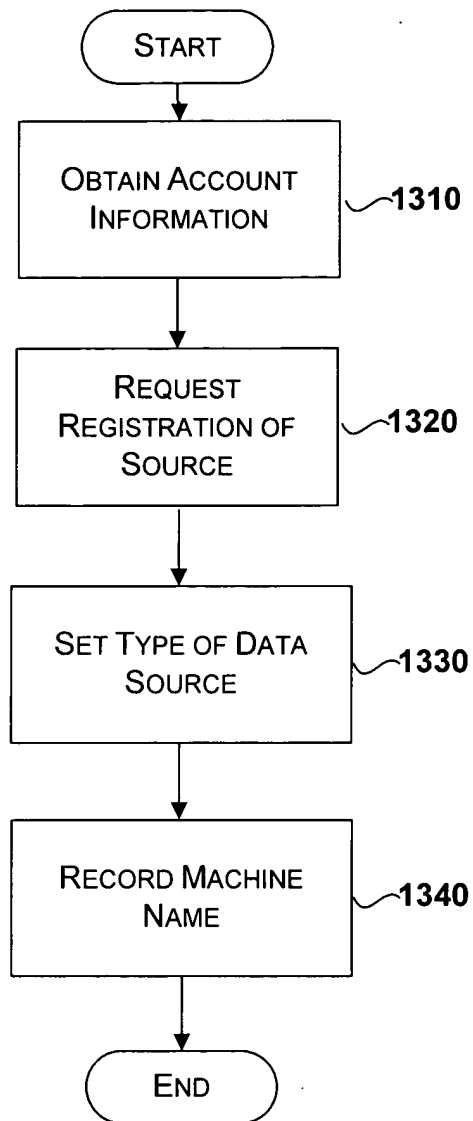 START
OBTAIN ACCOUNT
INFORMATION
1310
REQUEST
REGISTRATION OF
SOURCE
1320
SET TYPE OF DATA
SOURCE
1330
RECORD MACHINE
NAME
1340
END